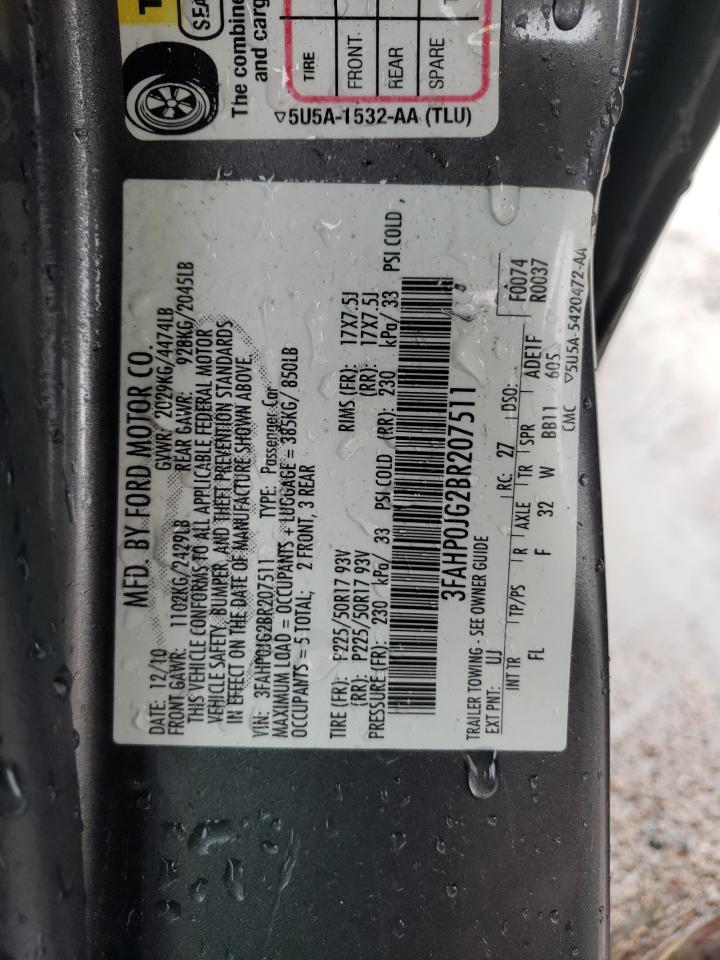 T
SEA
The combine
and carg
TIRE
FRONT
REAR
SPARE
▽5U5A-1532-AA (TLU)
MFD. BY FORD MOTOR CO.
DATE: 12/10 GVWR: 2029KG/4474LB
FRONT GAWR: 1102KG/2429LB REAR GAWR: 928KG/2045LB
THIS VEHICLE CONFORMS TO ALL APPLICABLE FEDERAL MOTOR
VEHICLE SAFETY, BUMPER, AND THEFT PREVENTION STANDARDS
IN EFFECT ON THE DATE OF MANUFACTURE SHOWN ABOVE.
VIN: 3FAHP0JG2BR207511 TYPE: Passenger Car
MAXIMUM LOAD = OCCUPANTS + LUGGAGE = 385KG/ 850LB
OCCUPANTS = 5 TOTAL; 2 FRONT, 3 REAR
TIRE (FR): P225/50R17 93V RIMS (FR): 17X7.5J
(RR): P225/50R17 93V (RR): 17X7.5J
PRESSURE (FR): 230 kPa/ 33 PSI COLD (RR): 230 kPa/ 33 PSI COLD
3FAHP0JG2BR207511
TRAILER TOWING - SEE OWNER GUIDE F0074
EXT PNT: UJ RC: 27 DSO: R0037
INT TR TP/PS R AXLE TR SPR ADEIF
FL F 32 W BB11 605
CMC ▽5U5A-5420472-AA